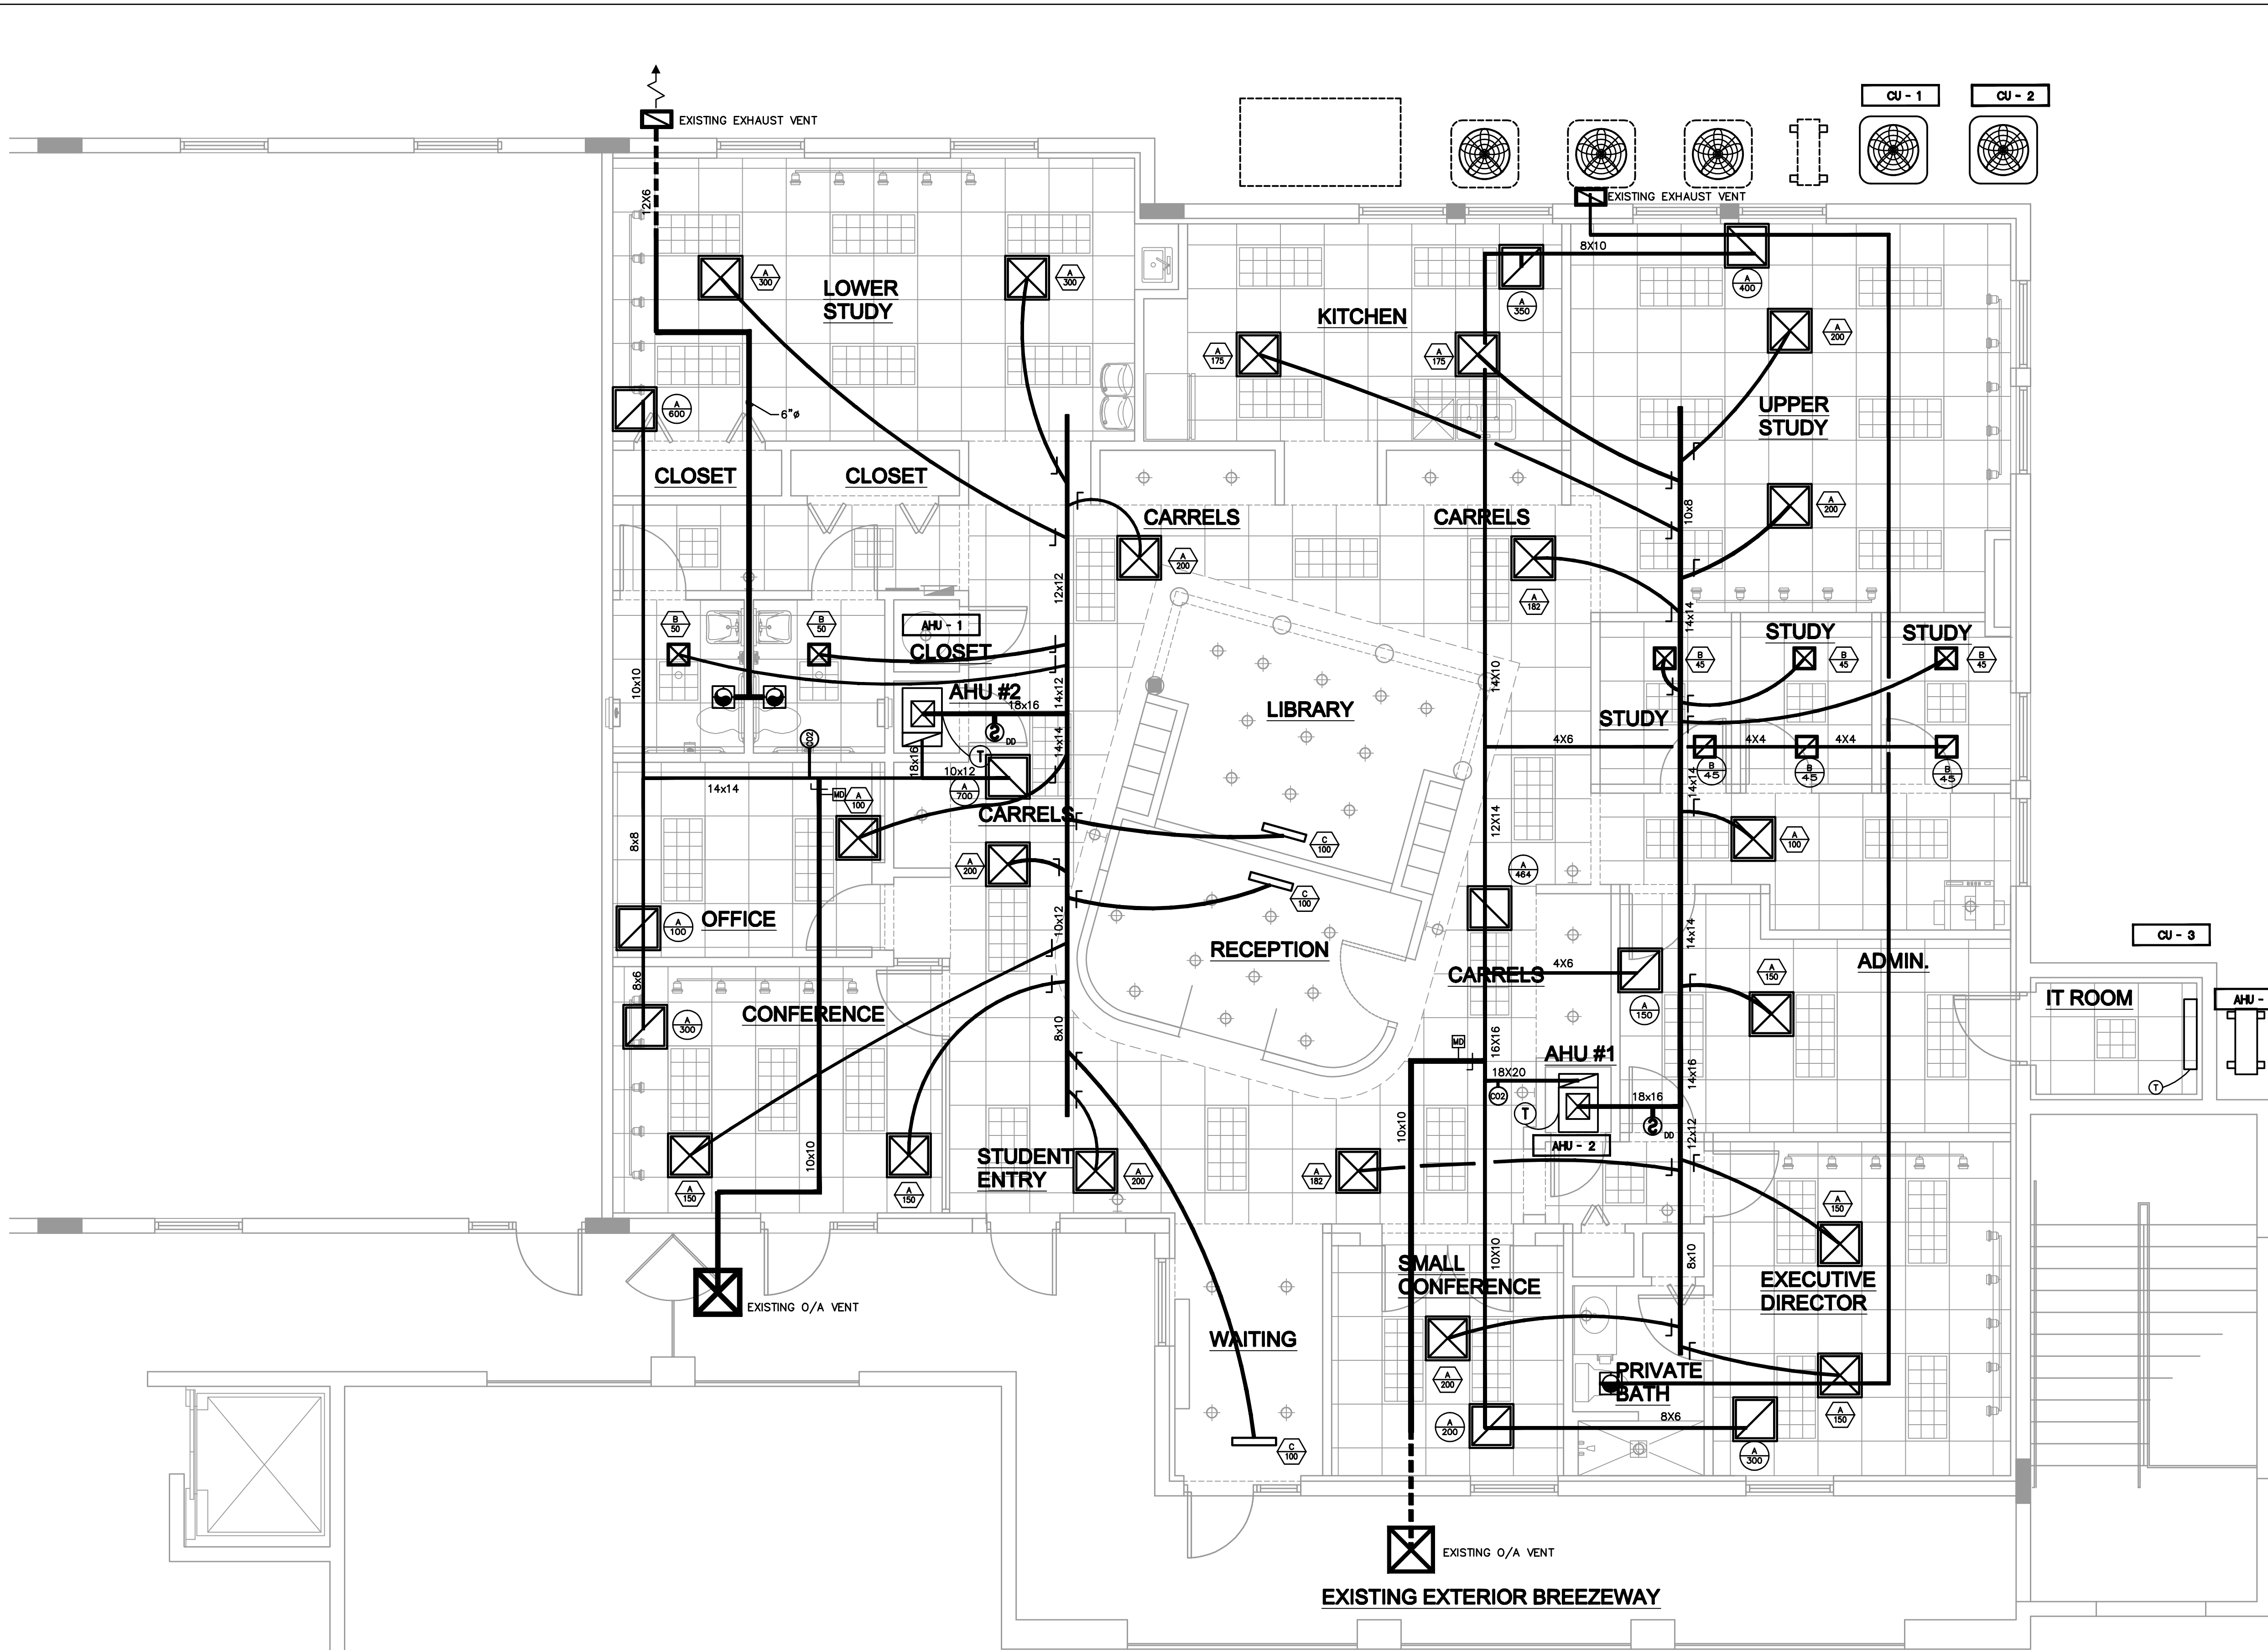 CU - 1
CU - 2
EXISTING EXHAUST VENT
EXISTING EXHAUST VENT
12X6
8X10
A
300
A
300
LOWER
STUDY
A
400
A
350
KITCHEN
A
200
A
175
A
175
A
600
6"ø
UPPER
STUDY
CLOSET
CLOSET
CARRELS
CARRELS
10x8
A
200
A
200
12x12
A
182
14x14
B
50
B
50
AHU - 1
CLOSET
STUDY
STUDY
B
45
B
45
B
45
10x10
14x12
14X10
AHU #2
18x16
LIBRARY
STUDY
CO2
S
DD
14x14
18x16
T
10x12
4X6
4X4
4X4
B
45
B
45
B
45
14x14
14x14
MD
A
100
A
700
CARRELS
8x8
12X14
C
100
A
100
A
200
A
464
C
100
10x12
OFFICE
A
100
RECEPTION
14x14
CU - 3
8x6
CARRELS
4X6
A
150
ADMIN.
IT ROOM
AHU -
CONFERENCE
A
300
A
150
8x10
MD
16X16
AHU #1
14x16
18X20
CO2
T
18x16
S
DD
T
10x10
10x10
AHU - 2
12x12
STUDENT
ENTRY
A
150
A
150
A
200
A
182
A
150
SMALL
CONFERENCE
10X10
8x10
EXECUTIVE
DIRECTOR
EXISTING O/A VENT
WAITING
A
200
PRIVATE
BATH
A
150
8X6
A
200
C
100
A
300
EXISTING O/A VENT
EXISTING EXTERIOR BREEZEWAY